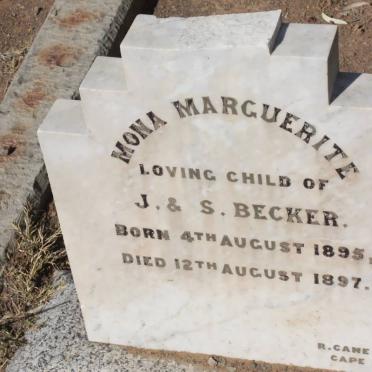 MONA MARGUERITE
LOVING CHILD OF
J. & S. BECKER.
BORN 4TH AUGUST 1895,
DIED 12TH AUGUST 1897.
R. CANE
CAPE